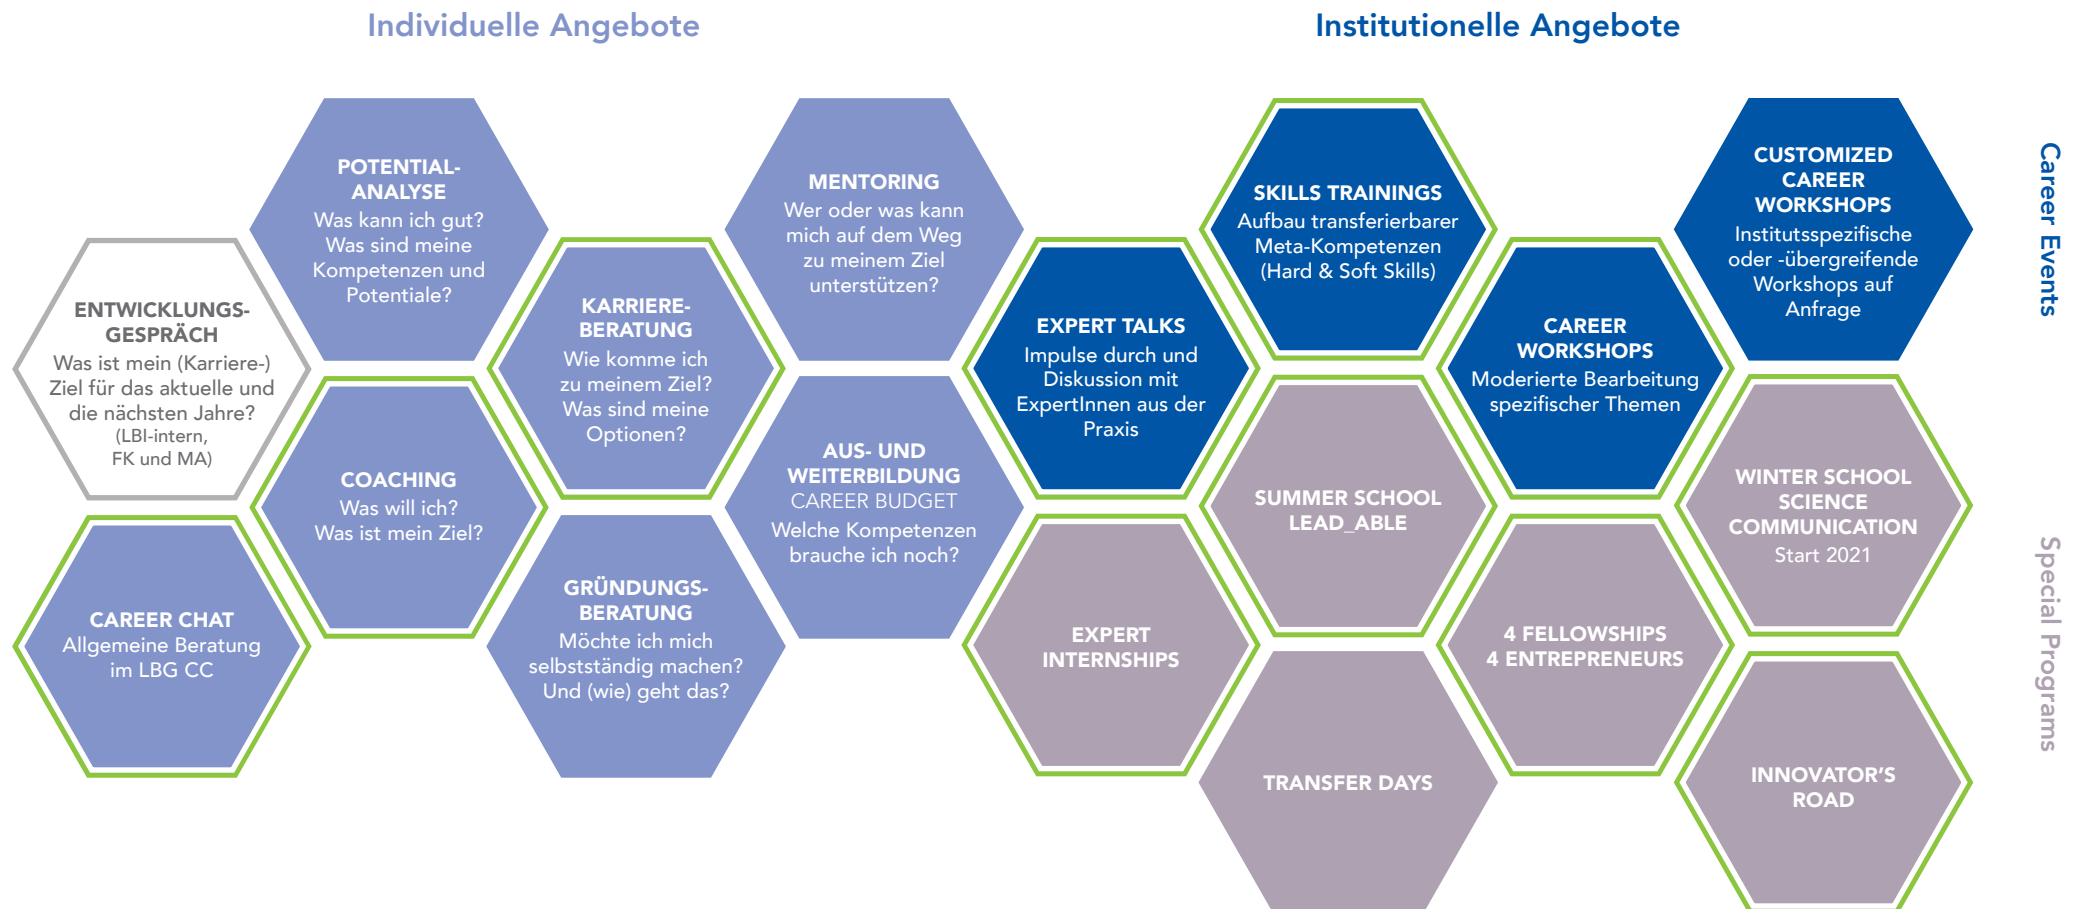 Individuelle Angebote
Institutionelle Angebote
POTENTIAL-
ANALYSE
Was kann ich gut?
Was sind meine
Kompetenzen und
Potentiale?
MENTORING
Wer oder was kann
mich auf dem Weg
zu meinem Ziel
unterstützen?
SKILLS TRAININGS
Aufbau transferierbarer
Meta-Kompetenzen
(Hard & Soft Skills)
CUSTOMIZED
CAREER
WORKSHOPS
Institutsspezifische
oder -übergreifende
Workshops auf
Anfrage
Career Events
ENTWICKLUNGS-
GESPRÄCH
Was ist mein (Karriere-)
Ziel für das aktuelle und
die nächsten Jahre?
(LBI-intern,
FK und MA)
KARRIERE-
BERATUNG
Wie komme ich
zu meinem Ziel?
Was sind meine
Optionen?
EXPERT TALKS
Impulse durch und
Diskussion mit
ExpertInnen aus der
Praxis
CAREER
WORKSHOPS
Moderierte Bearbeitung
spezifischer Themen
COACHING
Was will ich?
Was ist mein Ziel?
AUS- UND
WEITERBILDUNG
CAREER BUDGET
Welche Kompetenzen
brauche ich noch?
SUMMER SCHOOL
LEAD_ABLE
WINTER SCHOOL
SCIENCE
COMMUNICATION
Start 2021
Special Programs
CAREER CHAT
Allgemeine Beratung
im LBG CC
GRÜNDUNGS-
BERATUNG
Möchte ich mich
selbstständig machen?
Und (wie) geht das?
EXPERT
INTERNSHIPS
4 FELLOWSHIPS
4 ENTREPRENEURS
TRANSFER DAYS
INNOVATOR'S
ROAD